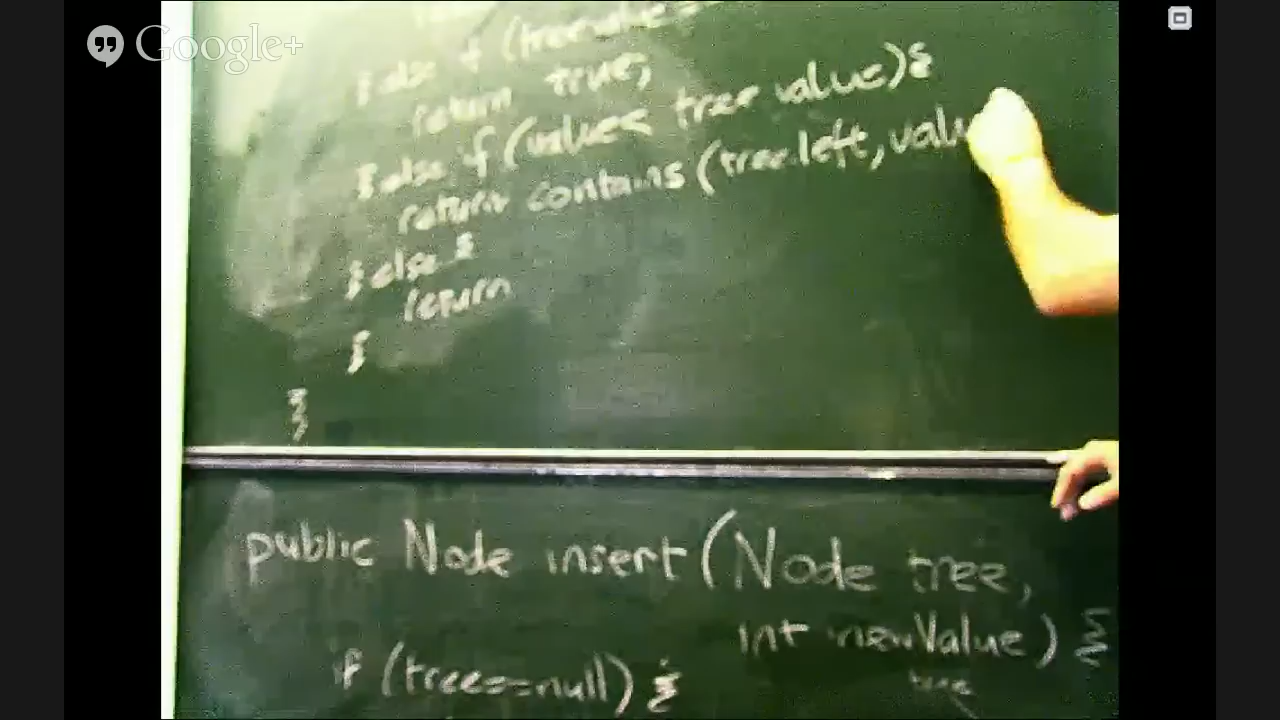 Google+
} else if (tree.value ==
return true;
} else if (value < tree.value) {
return contains (tree.left, valu
} else {
return
}
}
public Node insert (Node tree,
int newValue) {
if (tree==null) {